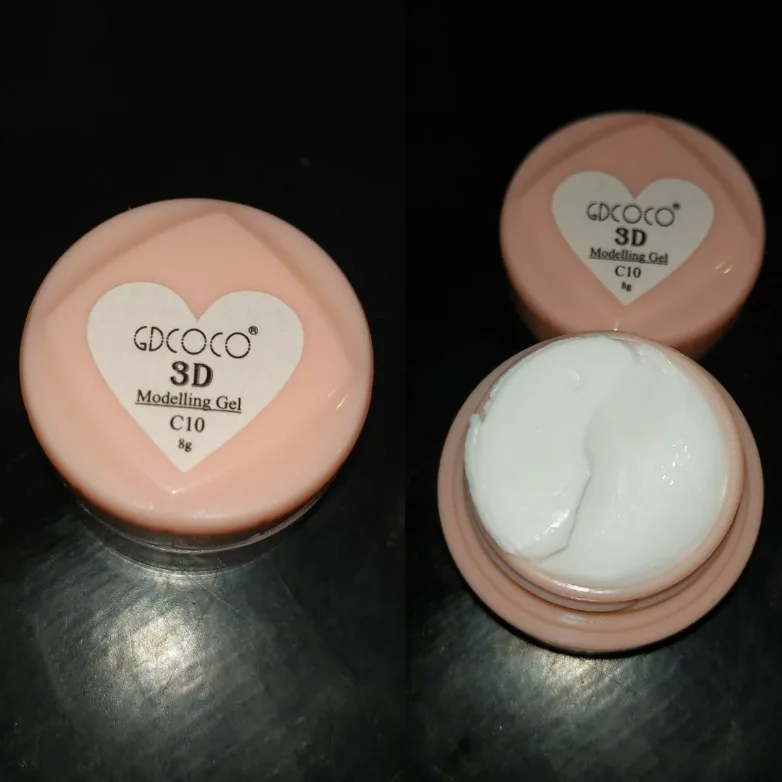 GDCOCO®
3D
Modelling Gel
C10
8g
GDCOCO®
3D
Modelling Gel
C10
8g